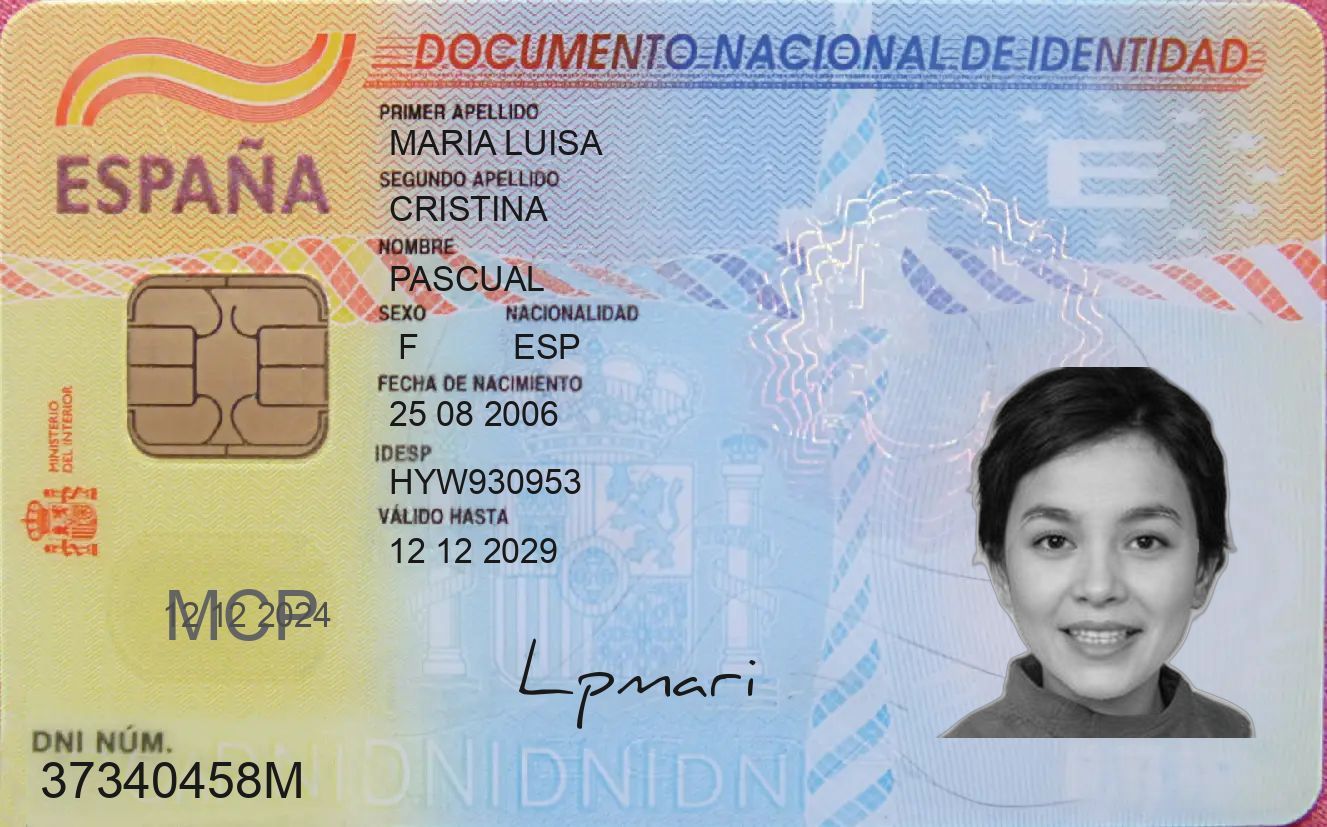 DOCUMENTO NACIONAL DE IDENTIDAD
ESPAÑA
PRIMER APELLIDO
MARIA LUISA
SEGUNDO APELLIDO
CRISTINA
NOMBRE
PASCUAL
SEXO NACIONALIDAD
F ESP
FECHA DE NACIMIENTO
25 08 2006
IDESP
HYW930953
VÁLIDO HASTA
12 12 2029
MINISTERIO
DEL INTERIOR
E
MCP
12 12 2024
Lpmari
DNI NÚM.
37340458M
DNIDNIDNIDN